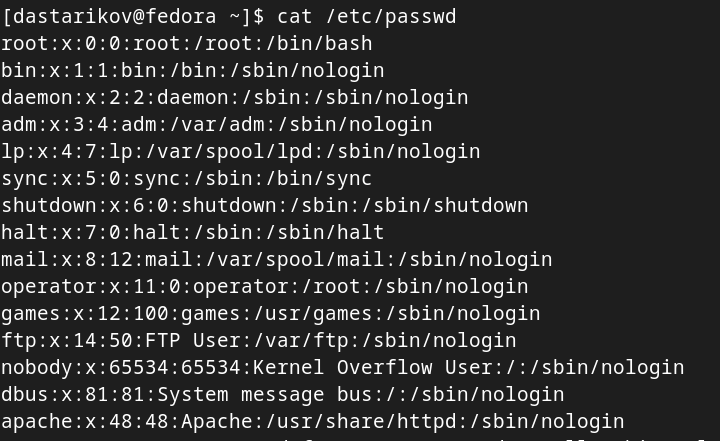 [dastarikov@fedora ~]$ cat /etc/passwd
root:x:0:0:root:/root:/bin/bash
bin:x:1:1:bin:/bin:/sbin/nologin
daemon:x:2:2:daemon:/sbin:/sbin/nologin
adm:x:3:4:adm:/var/adm:/sbin/nologin
lp:x:4:7:lp:/var/spool/lpd:/sbin/nologin
sync:x:5:0:sync:/sbin:/bin/sync
shutdown:x:6:0:shutdown:/sbin:/sbin/shutdown
halt:x:7:0:halt:/sbin:/sbin/halt
mail:x:8:12:mail:/var/spool/mail:/sbin/nologin
operator:x:11:0:operator:/root:/sbin/nologin
games:x:12:100:games:/usr/games:/sbin/nologin
ftp:x:14:50:FTP User:/var/ftp:/sbin/nologin
nobody:x:65534:65534:Kernel Overflow User:/:/sbin/nologin
dbus:x:81:81:System message bus:/:/sbin/nologin
apache:x:48:48:Apache:/usr/share/httpd:/sbin/nologin